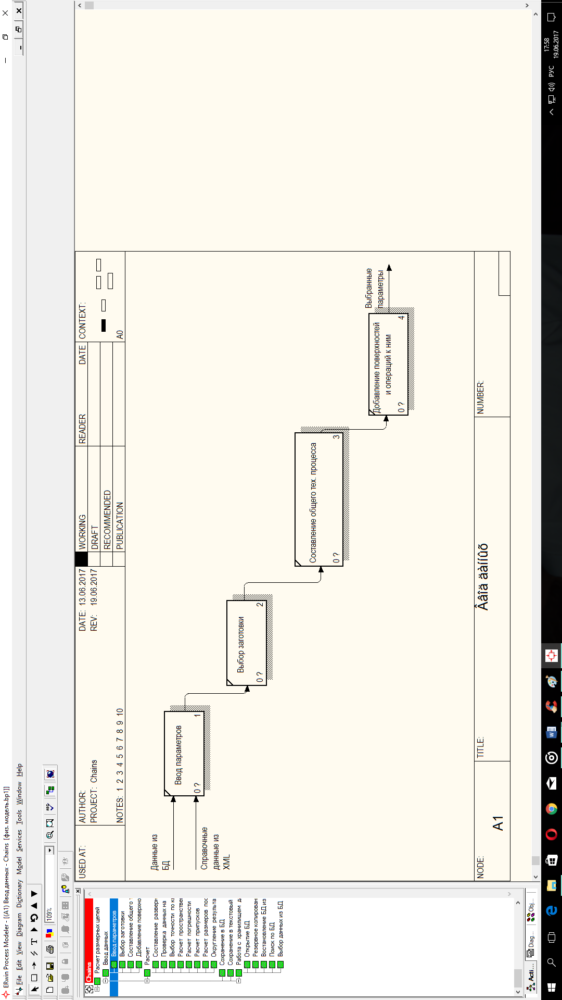 ERwin Process Modeler - [(A1) Ввод данных - Chains [физ. модель.bp1]]
File Edit View Diagram Dictionary Model Services Tools Window Help
109%
Chains
Расчет размерных цепей
Ввод данных
Ввод параметров
Выбор заготовки
Составление общего
Добавление поверхно
Расчет
Составление разверн
Проверка данных на
Выбор точности по к
Расчет пространстве
Расчет погрешности
Расчет припусков
Расчет размеров пос
Округление результа
Сохранение в БД
Сохранение в текстовый
Работа с хранилищем д
Открытие БД
Резервное копирован
Востановление БД из
Поиск по БД
Выбор данных из БД
Acti...
Diag...
Obj...
USED AT:
AUTHOR:
PROJECT: Chains
NOTES: 1 2 3 4 5 6 7 8 9 10
DATE: 13.06.2017
REV: 19.06.2017
WORKING
DRAFT
RECOMMENDED
PUBLICATION
READER
DATE
CONTEXT:
A0
Данные из
БД
Справочные
данные из
XML
Ввод параметров
0 ?
1
Выбор заготовки
0 ?
2
Составление общего тех. процесса
0 ?
3
Добавление поверхностей
и операций к ним
0 ?
4
Выбранные
параметры
NODE:
A1
TITLE:
Ââîä äàííûõ
NUMBER:
РУС
17:58
19.06.2017